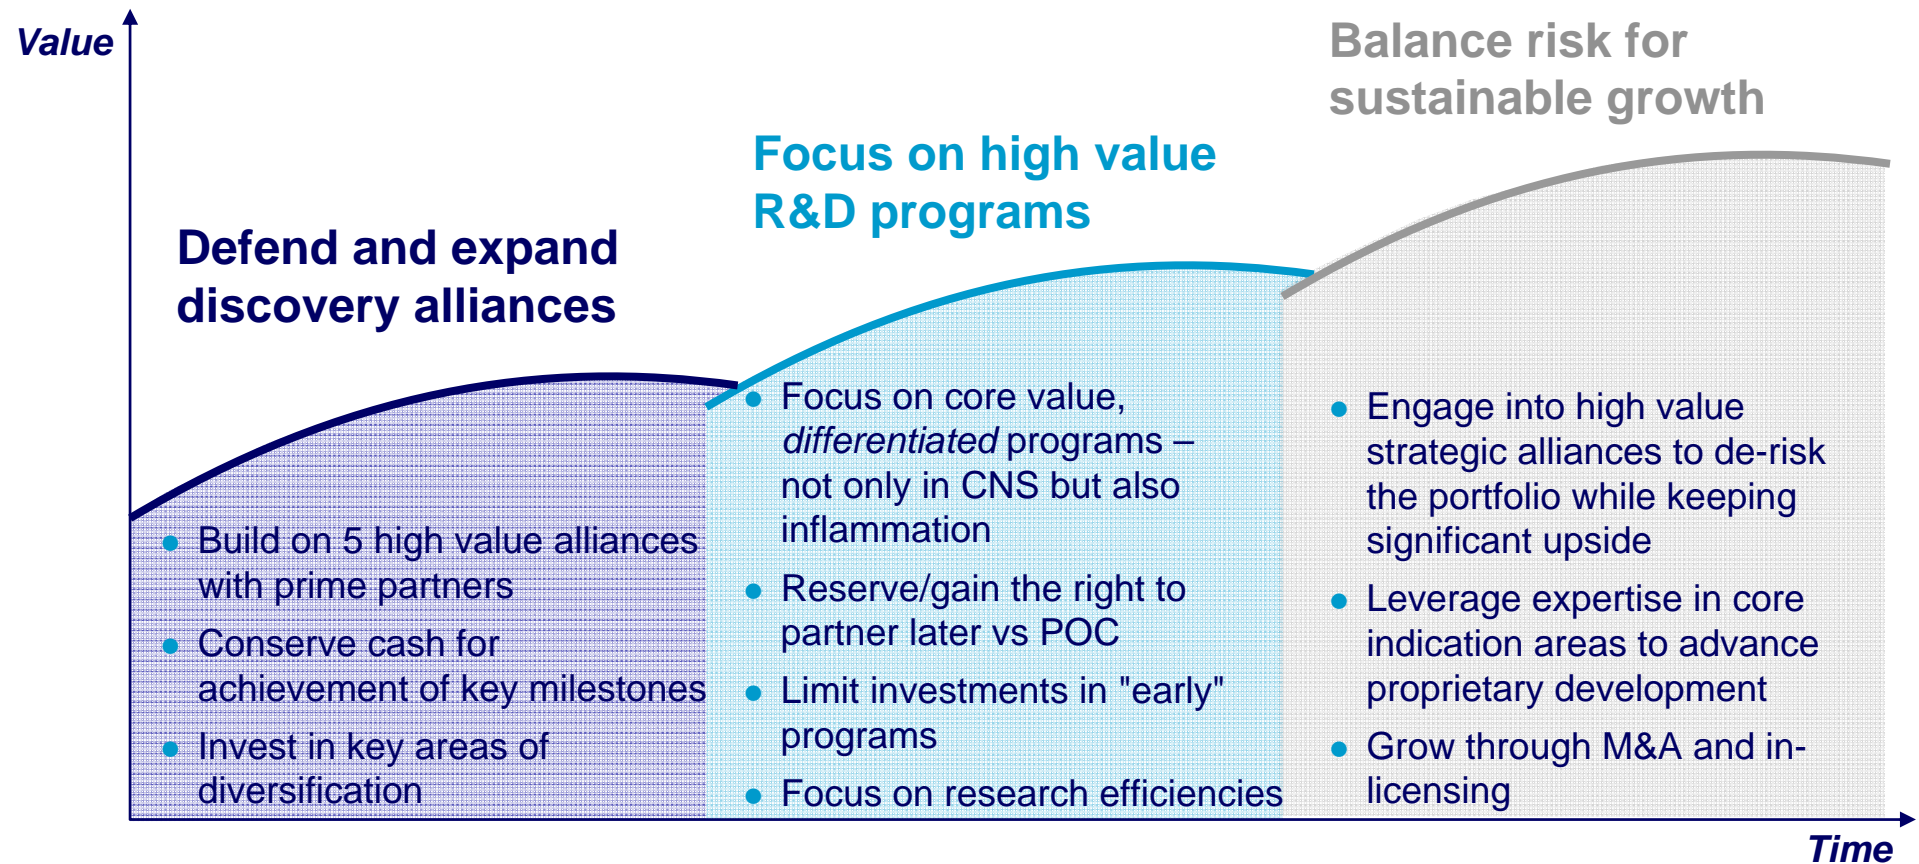 Value
Balance risk for
sustainable growth
Focus on high value
R&D programs
Defend and expand
discovery alliances
● Build on 5 high value alliances
with prime partners
● Conserve cash for
achievement of key milestones
● Invest in key areas of
diversification
● Focus on core value,
differentiated programs –
not only in CNS but also
inflammation
● Reserve/gain the right to
partner later vs POC
● Limit investments in "early"
programs
● Focus on research efficiencies
● Engage into high value
strategic alliances to de-risk
the portfolio while keeping
significant upside
● Leverage expertise in core
indication areas to advance
proprietary development
● Grow through M&A and in-
licensing
Time